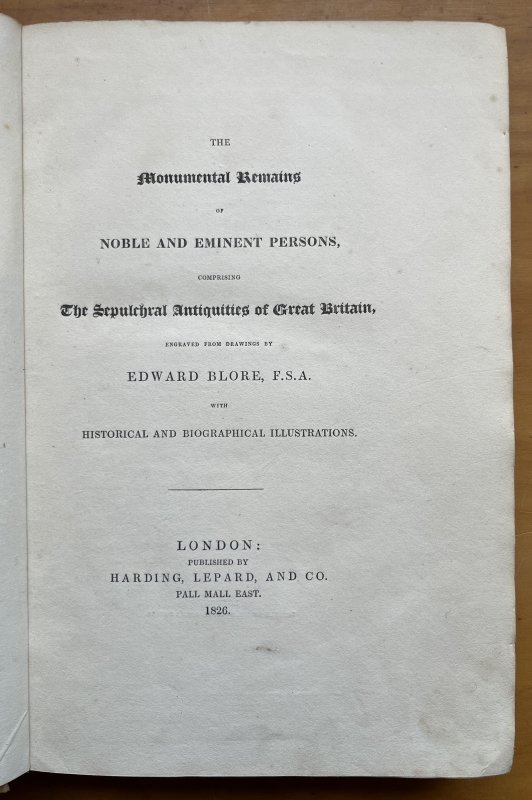 THE
Monumental Remains
OF
NOBLE AND EMINENT PERSONS,
COMPRISING
The Sepulchral Antiquities of Great Britain,
ENGRAVED FROM DRAWINGS BY
EDWARD BLORE, F.S.A.
WITH
HISTORICAL AND BIOGRAPHICAL ILLUSTRATIONS.
LONDON:
PUBLISHED BY
HARDING, LEPARD, AND CO.
PALL MALL EAST.
1826.